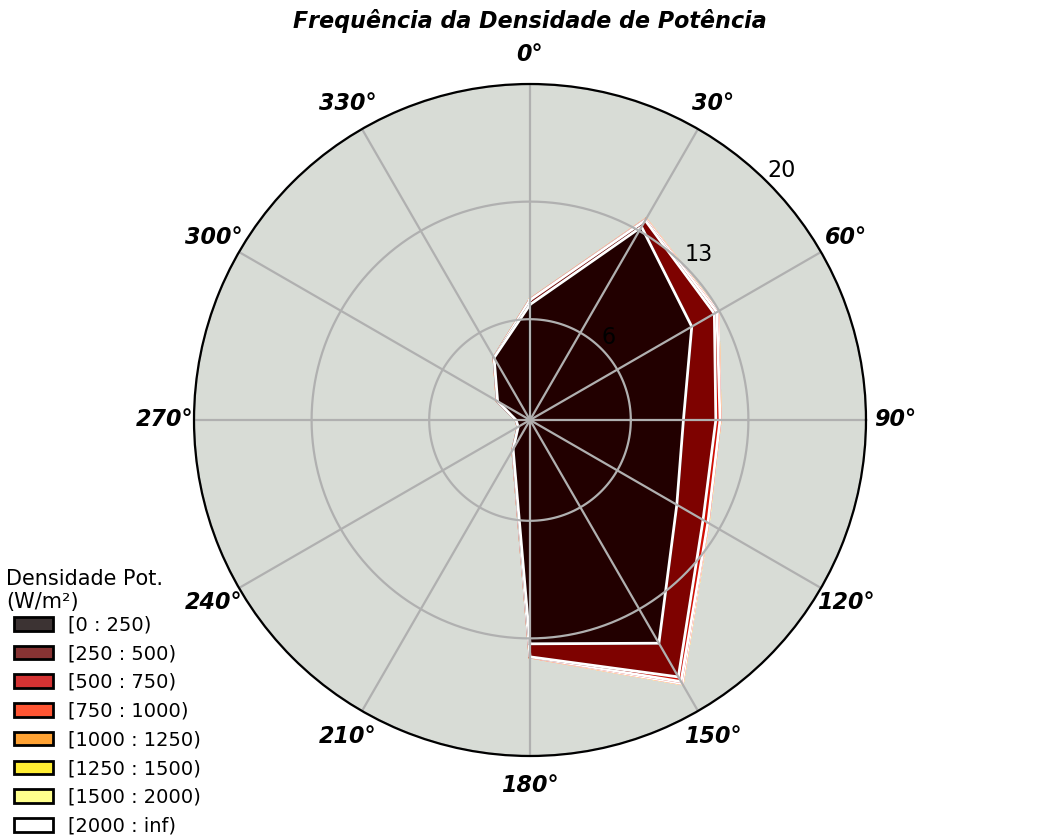 Frequência da Densidade de Potência
0°
330°
30°
20
300°
60°
13
6
270°
90°
240°
120°
210°
150°
180°
Densidade Pot.
(W/m²)
[0 : 250)
[250 : 500)
[500 : 750)
[750 : 1000)
[1000 : 1250)
[1250 : 1500)
[1500 : 2000)
[2000 : inf)